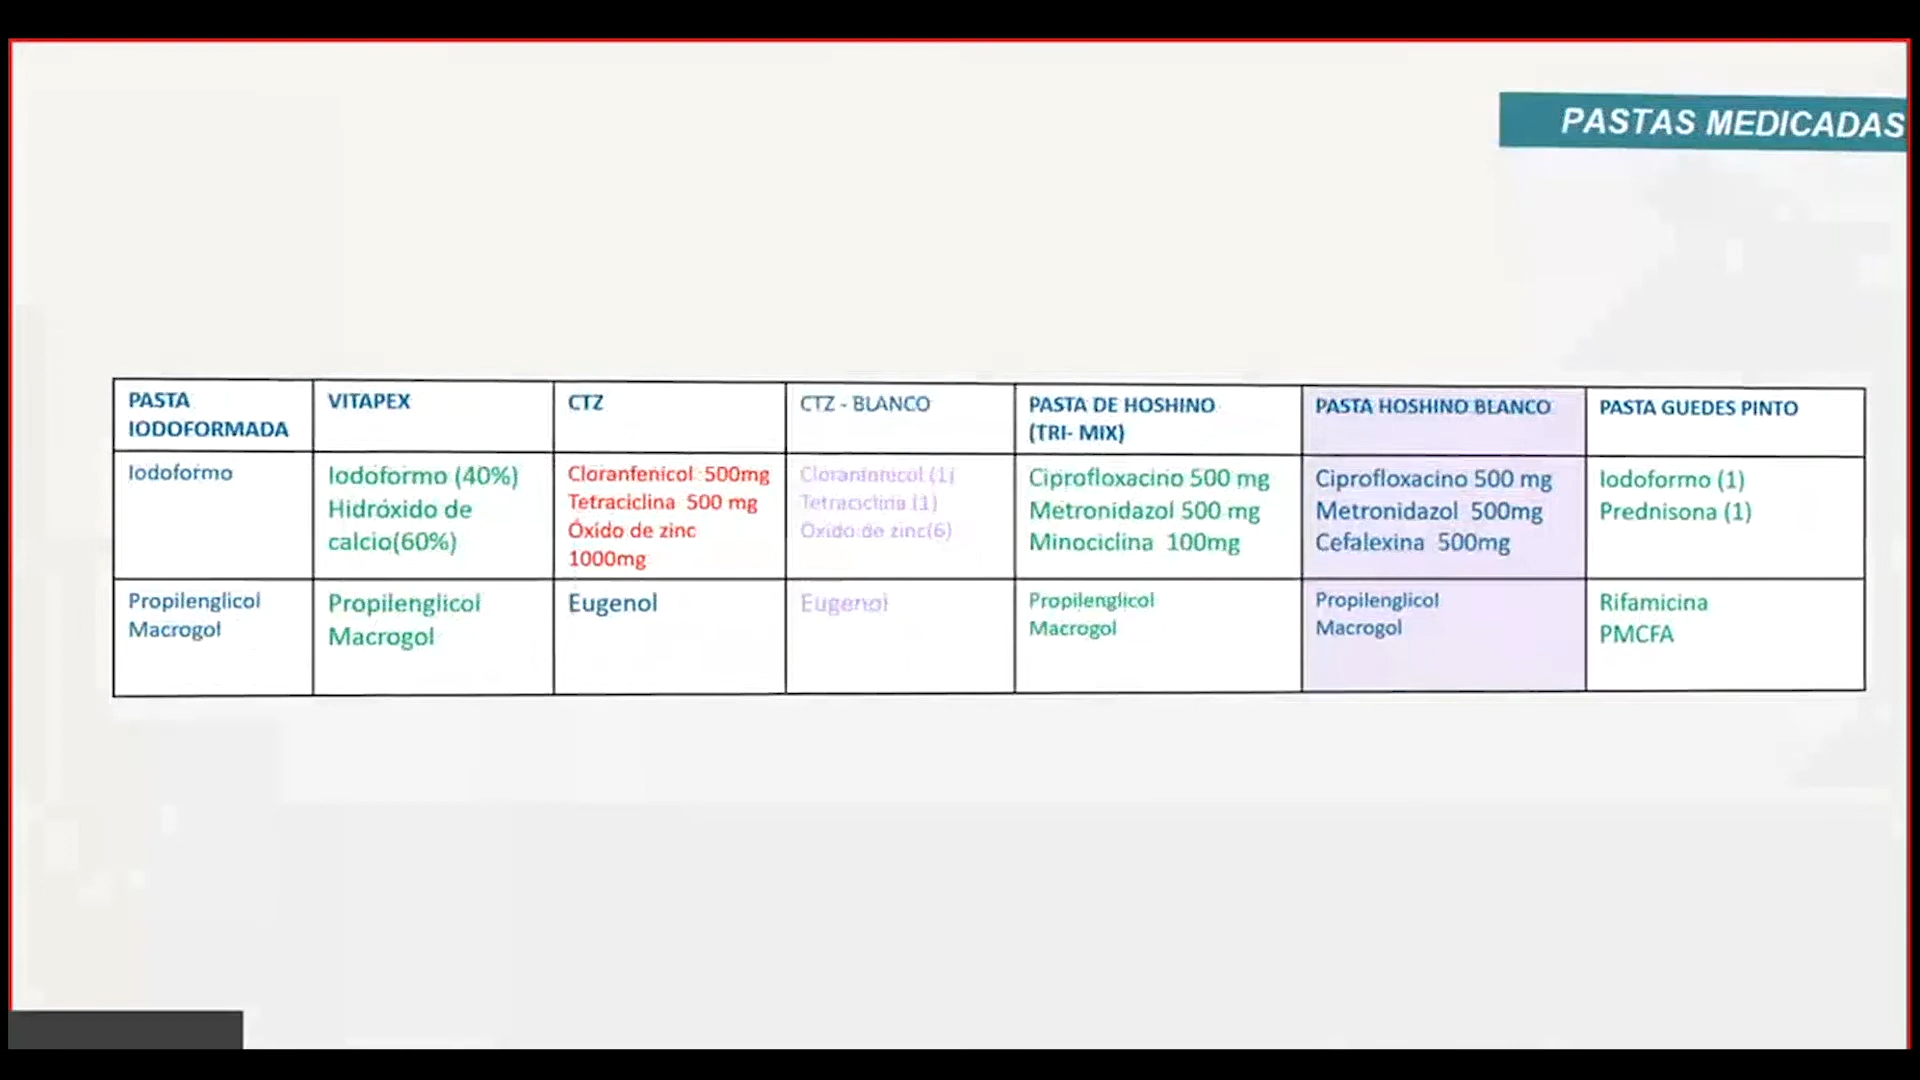 PASTAS MEDICADAS
PASTA
IODOFORMADA
VITAPEX
CTZ
CTZ - BLANCO
PASTA DE HOSHINO
(TRI- MIX)
PASTA HOSHINO BLANCO
PASTA GUEDES PINTO
Iodoformo
Iodoformo (40%)
Hidróxido de
calcio(60%)
Cloranfenicol 500mg
Tetraciclina 500 mg
Óxido de zinc
1000mg
Cloranfenicol (1)
Tetraciclina (1)
Oxido de zinc(6)
Ciprofloxacino 500 mg
Metronidazol 500 mg
Minociclina 100mg
Ciprofloxacino 500 mg
Metronidazol 500mg
Cefalexina 500mg
Iodoformo (1)
Prednisona (1)
Propilenglicol
Macrogol
Propilenglicol
Macrogol
Eugenol
Eugenol
Propilenglicol
Macrogol
Propilenglicol
Macrogol
Rifamicina
PMCFA